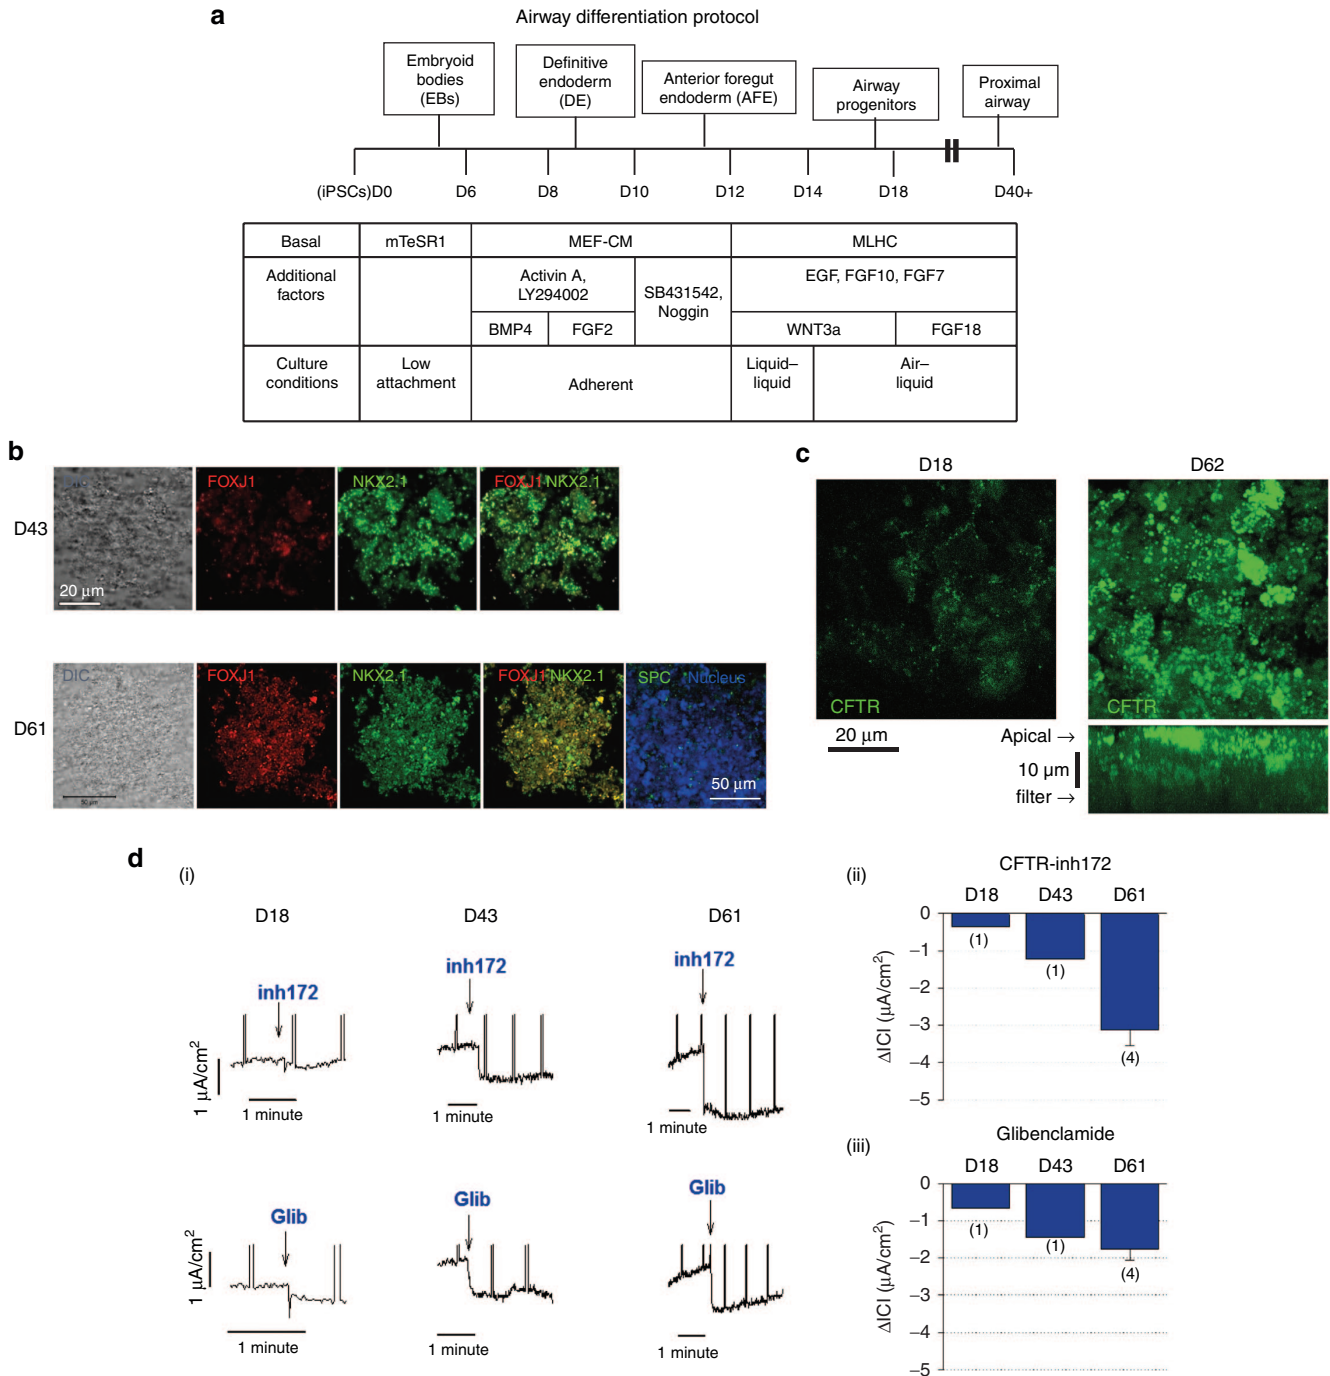 a
Airway differentiation protocol
Embryoid
bodies
(EBs)
Definitive
endoderm
(DE)
Anterior foregut
endoderm (AFE)
Airway
progenitors
Proximal
airway
(iPSCs)D0
D6
D8
D10
D12
D14
D18
D40+
Basal
mTeSR1
MEF-CM
MLHC
Additional
factors
Activin A,
LY294002
SB431542,
Noggin
EGF, FGF10, FGF7
BMP4
FGF2
WNT3a
FGF18
Culture
conditions
Low
attachment
Adherent
Liquid–
liquid
Air–
liquid
b
D43
20 μm
FOXJ1
NKX2.1
FOXJ1 NKX2.1
D61
DIC
50 μm
FOXJ1
NKX2.1
FOXJ1 NKX2.1
SPC Nucleus
50 μm
c
D18
D62
CFTR
CFTR
20 μm
Apical →
10 μm
filter →
d
(i)
D18
D43
D61
inh172
inh172
inh172
1 μA/cm²
1 minute
1 minute
1 minute
Glib
Glib
Glib
1 μA/cm²
1 minute
1 minute
1 minute
(ii)
CFTR-inh172
D18
D43
D61
0
−1
−2
−3
−4
−5
ΔICl (μA/cm²)
(1)
(1)
(4)
(iii)
Glibenclamide
D18
D43
D61
0
−1
−2
−3
−4
−5
ΔICl (μA/cm²)
(1)
(1)
(4)